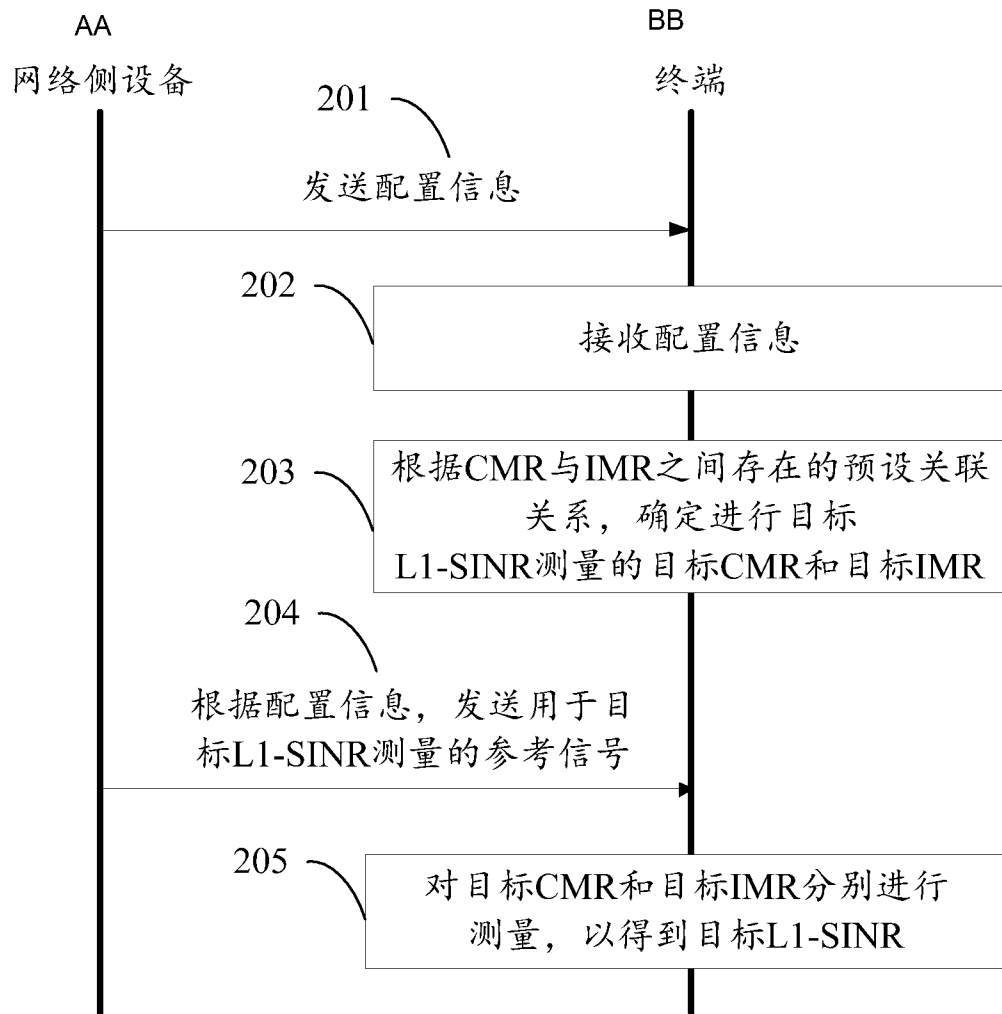 AA
BB
网络侧设备
终端
201
发送配置信息
202
接收配置信息
203
根据CMR与IMR之间存在的预设关联
关系，确定进行目标
L1-SINR测量的目标CMR和目标IMR
204
根据配置信息，发送用于目
标L1-SINR测量的参考信号
205
对目标CMR和目标IMR分别进行
测量，以得到目标L1-SINR